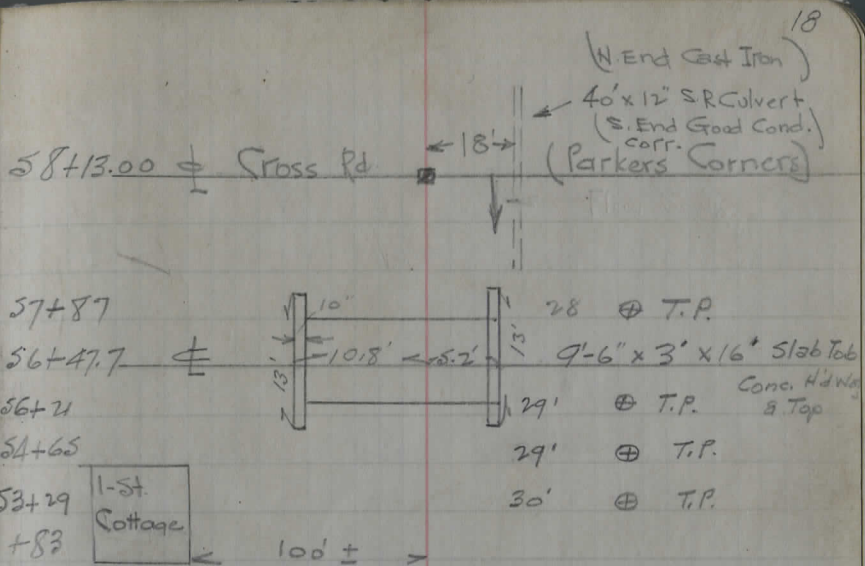 18
(N. End Cast Iron)
40' x 12" S.R. Culvert
(S. End Good Cond.)
corr.
18'
58+13.00 ℄ Cross Rd (Parkers Corners)
57+87 10" 28 ⊕ T.P.
56+47.7 ℄ 13' 10.8' 5.2' 13' 9'-6" x 3' x 16' Slab Top
Conc. H'dW
& Top
56+21 29' ⊕ T.P.
54+65 29' ⊕ T.P.
53+29 1-St. 30' ⊕ T.P.
Cottage
+83 100' ±